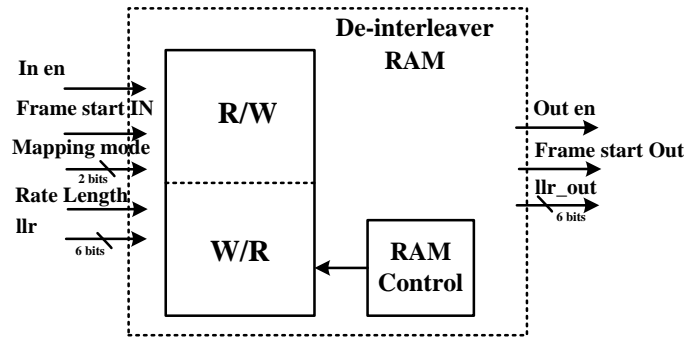 De-interleaver
RAM
In en
Frame start IN
Mapping mode
2 bits
Rate Length
llr
6 bits
R/W
W/R
RAM
Control
Out en
Frame start Out
llr_out
6 bits